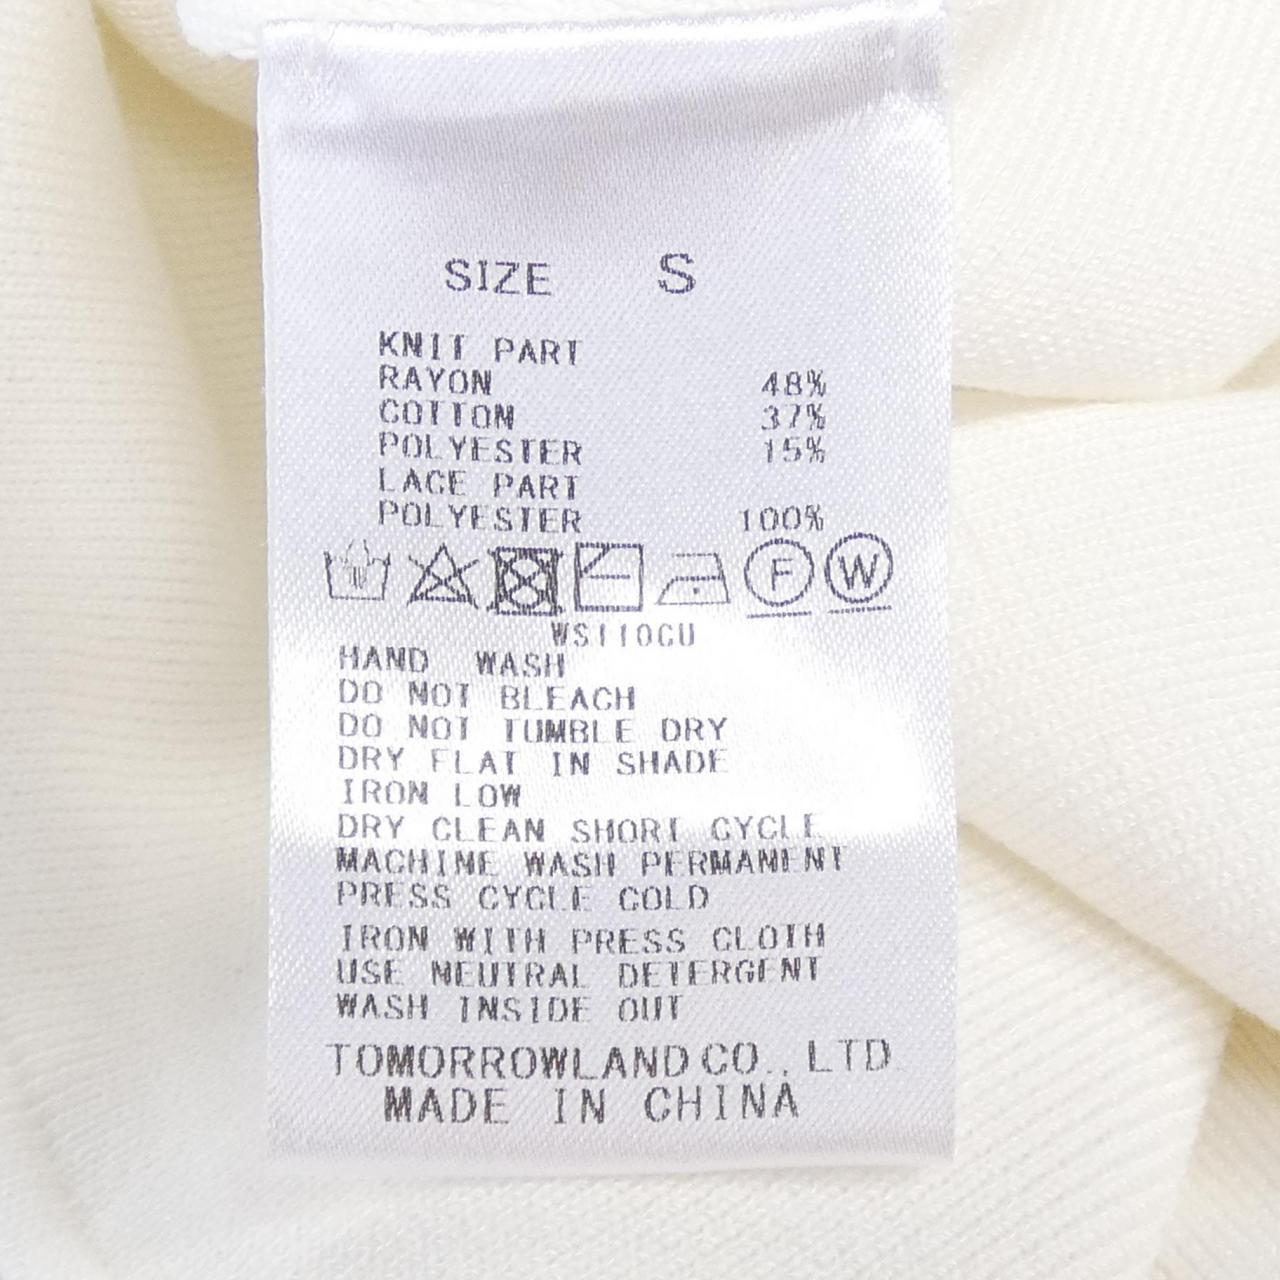 SIZE S
KNIT PART
RAYON 48%
COTTON 37%
POLYESTER 15%
LACE PART
POLYESTER 100%
F W
WS110CU
HAND WASH
DO NOT BLEACH
DO NOT TUMBLE DRY
DRY FLAT IN SHADE
IRON LOW
DRY CLEAN SHORT CYCLE
MACHINE WASH PERMANENT
PRESS CYCLE COLD
IRON WITH PRESS CLOTH
USE NEUTRAL DETERGENT
WASH INSIDE OUT
TOMORROWLAND CO., LTD.
MADE IN CHINA